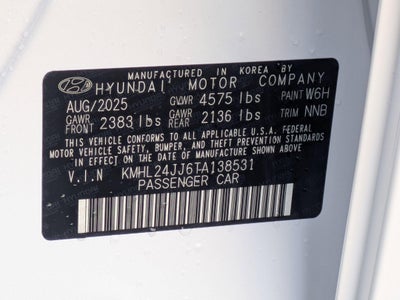 MANUFACTURED IN KOREA BY
HYUNDAI MOTOR COMPANY
AUG/2025 GVWR 4575 lbs PAINT W6H
GAWR FRONT 2383 lbs GAWR REAR 2136 lbs TRIM NNB
THIS VEHICLE CONFORMS TO ALL APPLICABLE U.S.A. FEDERAL
MOTOR VEHICLE SAFETY, BUMPER, AND THEFT PREVENTION STANDARDS
IN EFFECT ON THE DATE OF MANUFACTURE SHOWN ABOVE.
V.I.N KMHL24JJ6TA138531
PASSENGER CAR